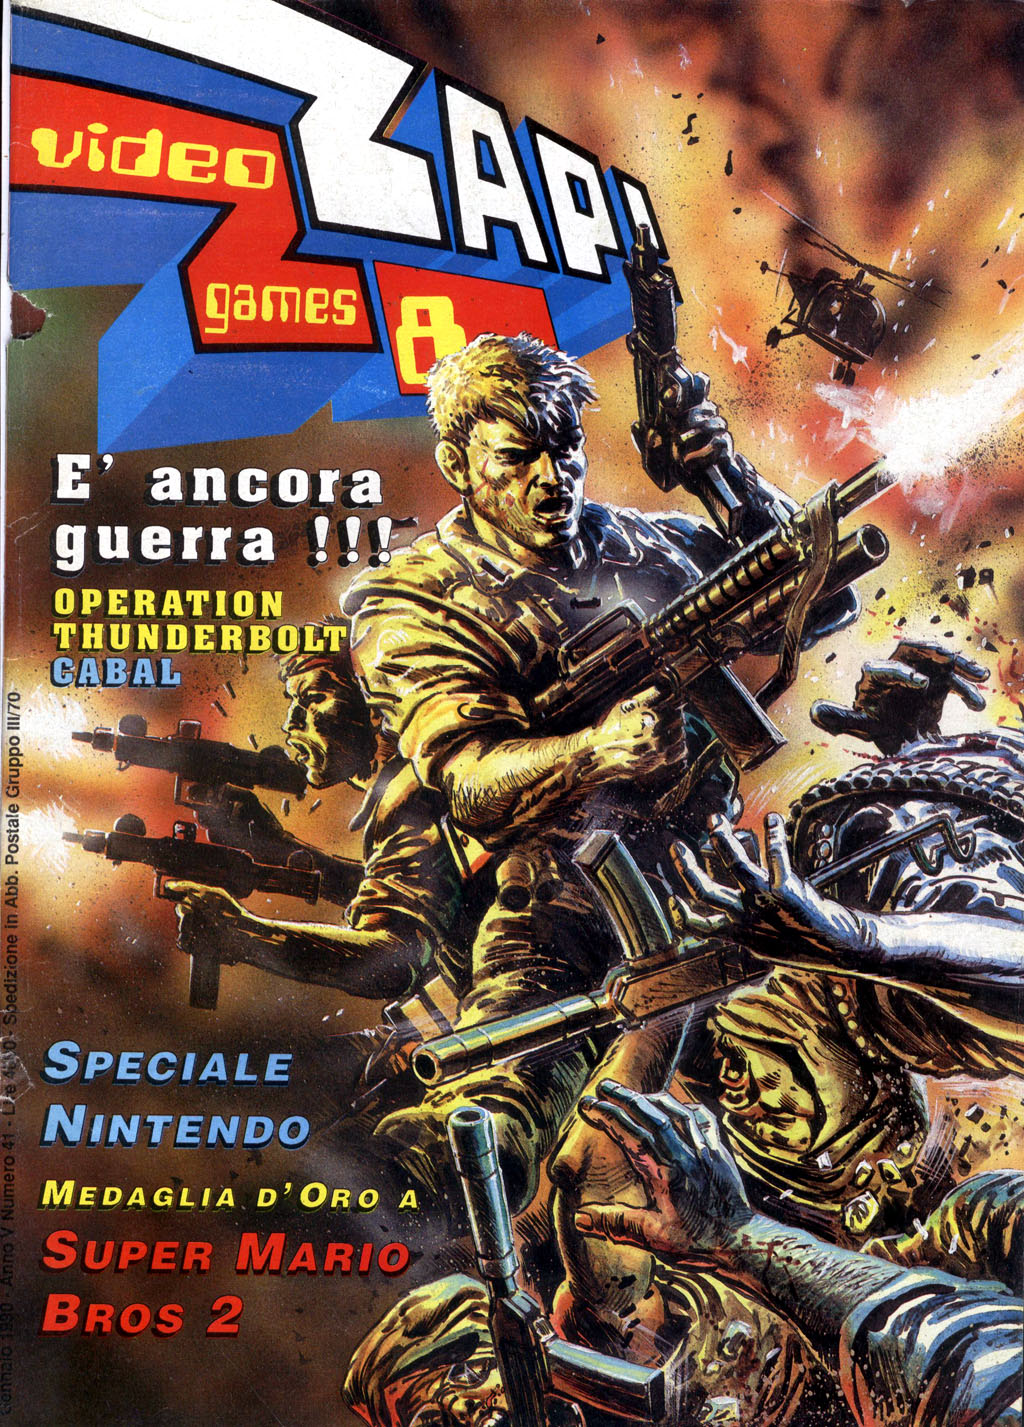 ZAP!
video
games 8
E' ancora
guerra !!!
OPERATION
THUNDERBOLT
CABAL
SPECIALE
NINTENDO
MEDAGLIA D'ORO A
SUPER MARIO
BROS 2
Gennaio 1990 - Anno V Numero 41 - Lire - Spedizione in Abb. Postale Gruppo III/70